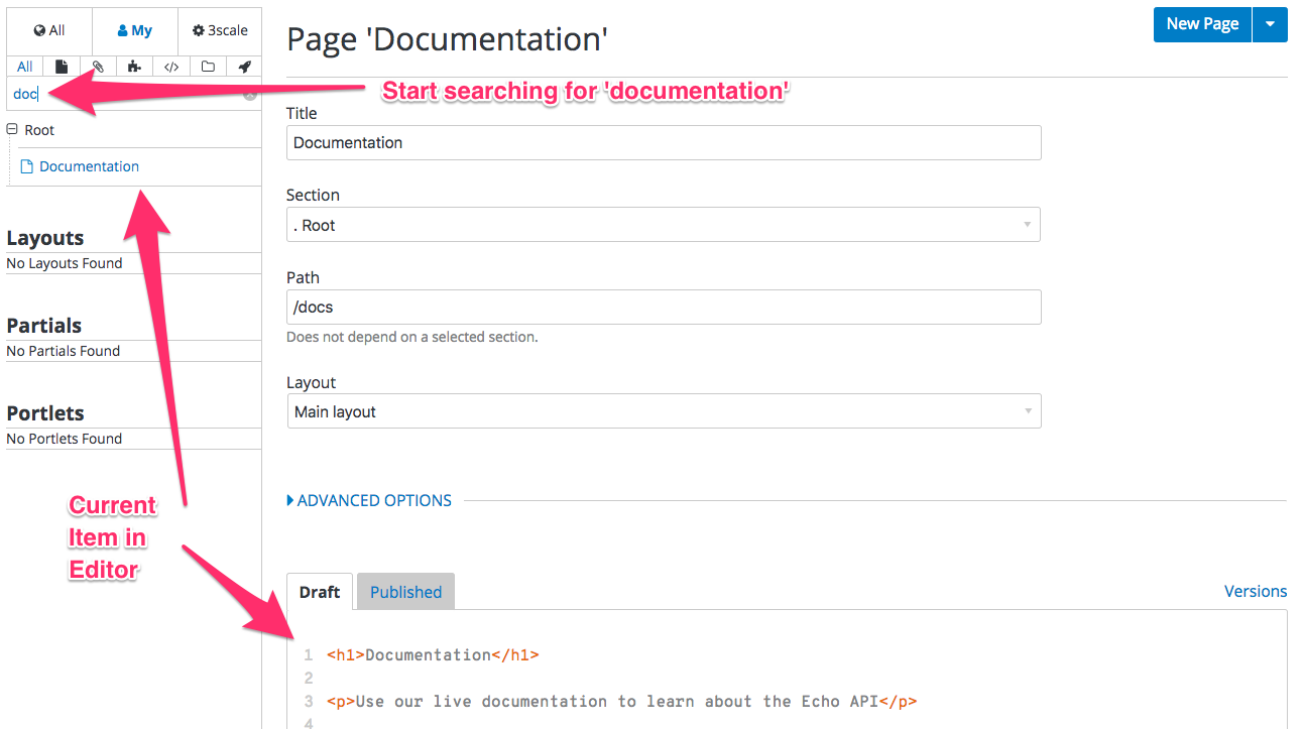 All My 3scale
All
doc
Root
Documentation
Layouts
No Layouts Found
Partials
No Partials Found
Portlets
No Portlets Found
Current
Item in
Editor
Page 'Documentation'
New Page
Start searching for 'documentation'
Title
Documentation
Section
. Root
Path
/docs
Does not depend on a selected section.
Layout
Main layout
ADVANCED OPTIONS
Draft Published Versions
1 <h1>Documentation</h1>
2
3 <p>Use our live documentation to learn about the Echo API</p>
4